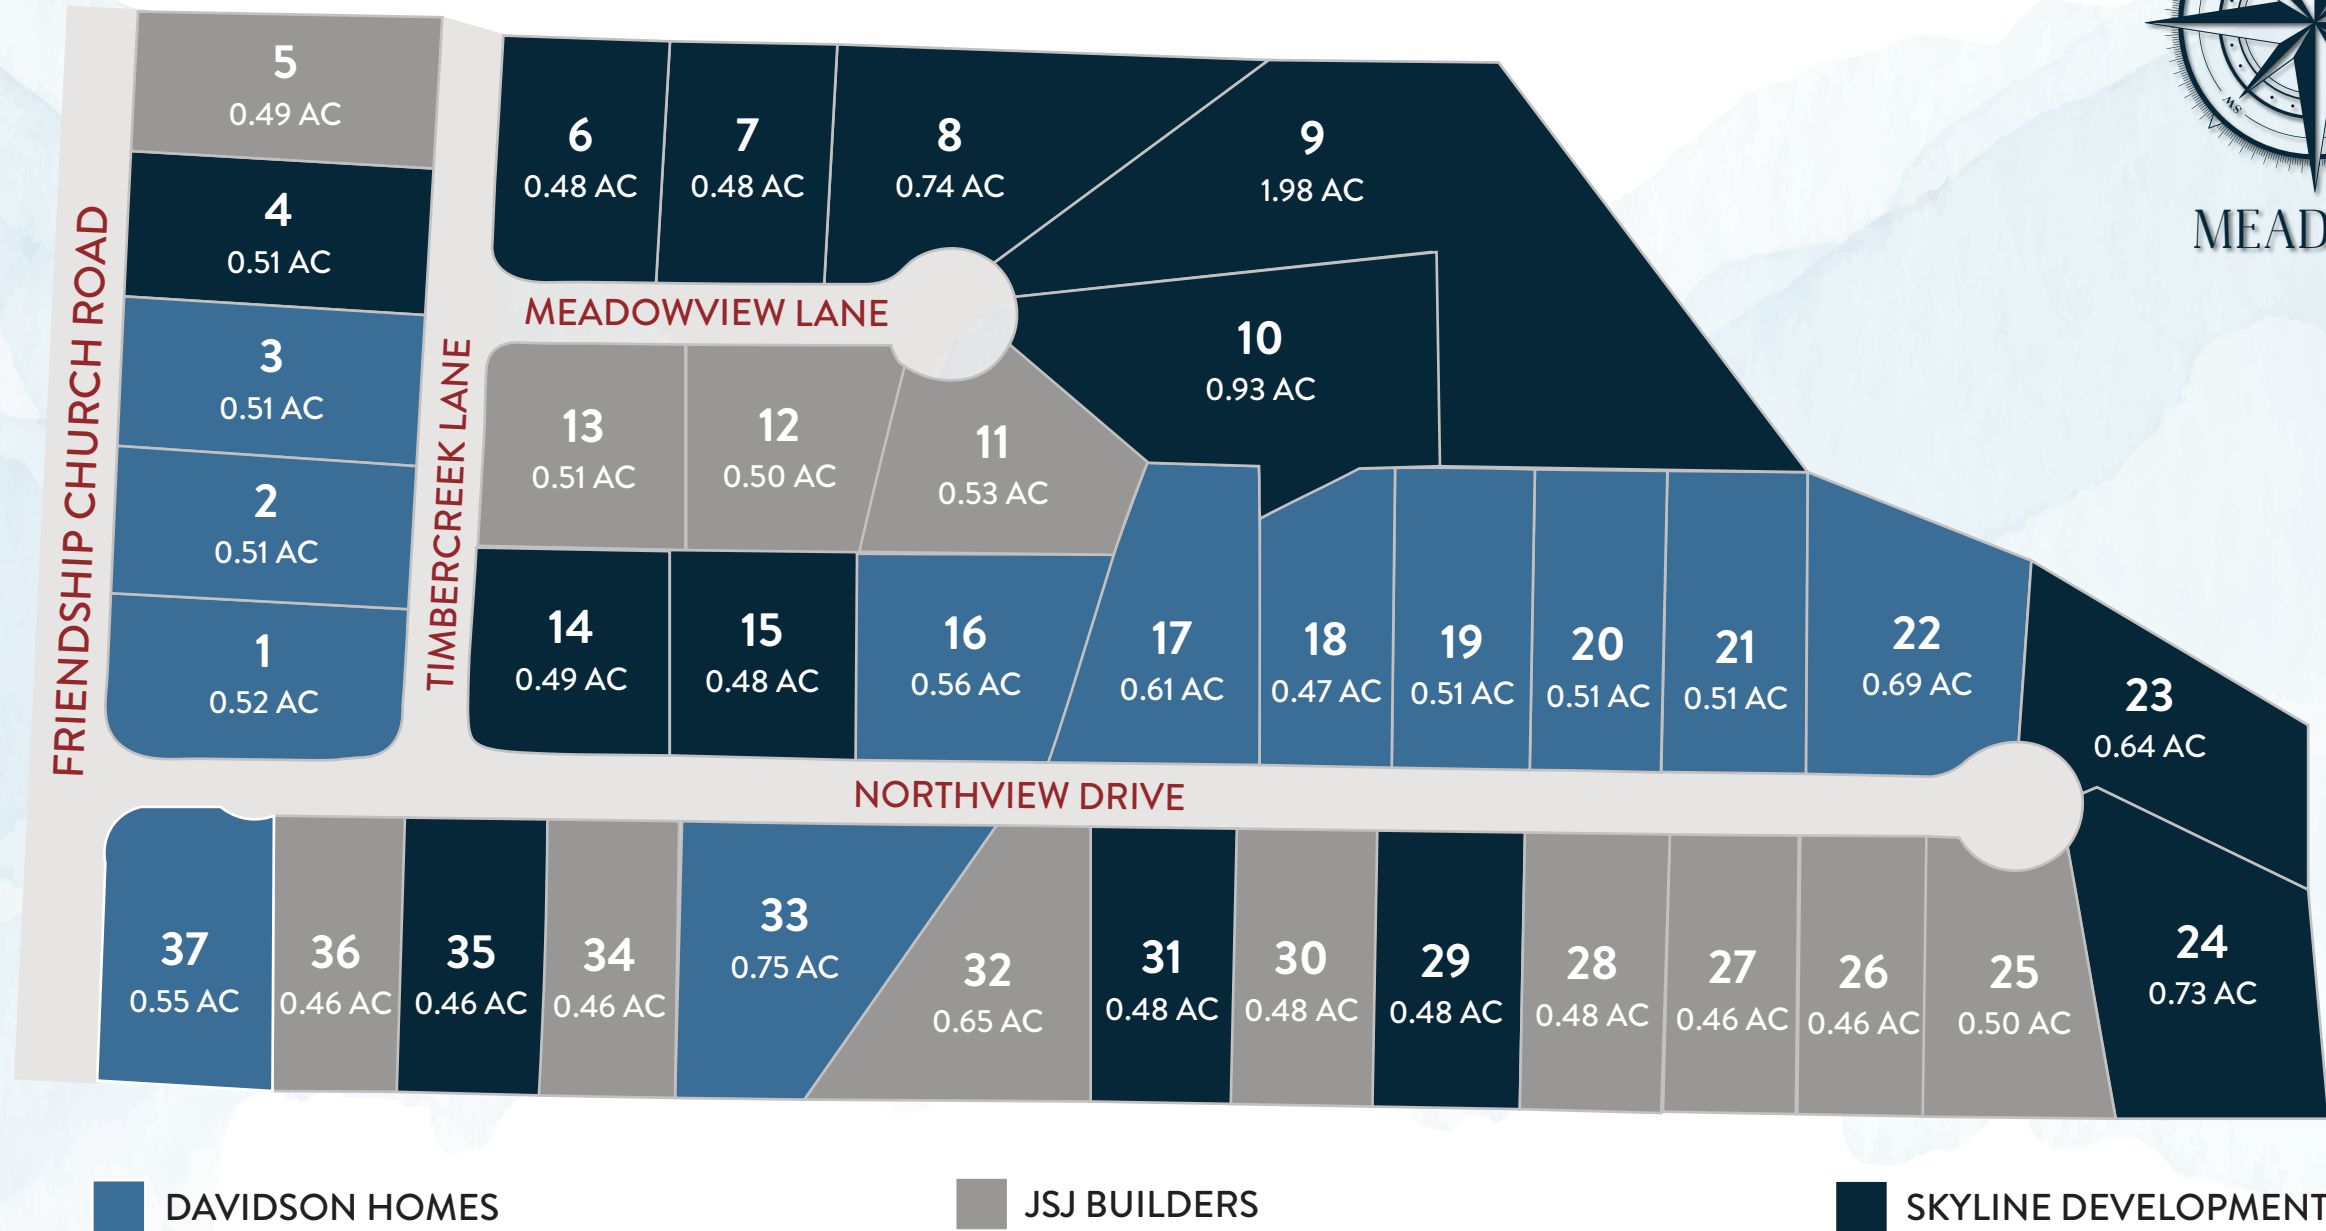 5
0.49 AC
4
0.51 AC
3
0.51 AC
2
0.51 AC
1
0.52 AC
FRIENDSHIP CHURCH ROAD
TIMBERCREEK LANE
6
0.48 AC
7
0.48 AC
8
0.74 AC
9
1.98 AC
SW
MEAD
MEADOWVIEW LANE
10
0.93 AC
13
0.51 AC
12
0.50 AC
11
0.53 AC
14
0.49 AC
15
0.48 AC
16
0.56 AC
17
0.61 AC
18
0.47 AC
19
0.51 AC
20
0.51 AC
21
0.51 AC
22
0.69 AC
23
0.64 AC
NORTHVIEW DRIVE
37
0.55 AC
36
0.46 AC
35
0.46 AC
34
0.46 AC
33
0.75 AC
32
0.65 AC
31
0.48 AC
30
0.48 AC
29
0.48 AC
28
0.48 AC
27
0.46 AC
26
0.46 AC
25
0.50 AC
24
0.73 AC
DAVIDSON HOMES
JSJ BUILDERS
SKYLINE DEVELOPMENT